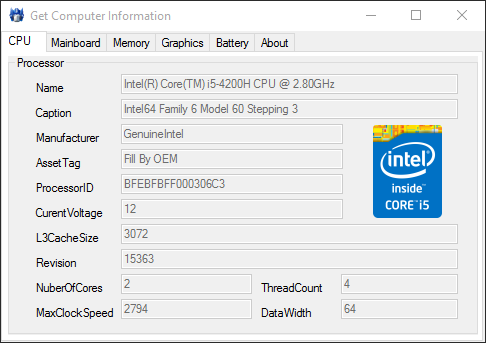 Get Computer Information
CPU Mainboard Memory Graphics Battery About
Processor
Name Intel(R) Core(TM) i5-4200H CPU @ 2.80GHz
Caption Intel64 Family 6 Model 60 Stepping 3
Manufacturer GenuineIntel
AssetTag Fill By OEM
ProcessorID BFEBFBFF000306C3
CurentVoltage 12
L3CacheSize 3072
Revision 15363
NuberOfCores 2 ThreadCount 4
MaxClockSpeed 2794 DataWidth 64
intel
inside™
CORE™ i5